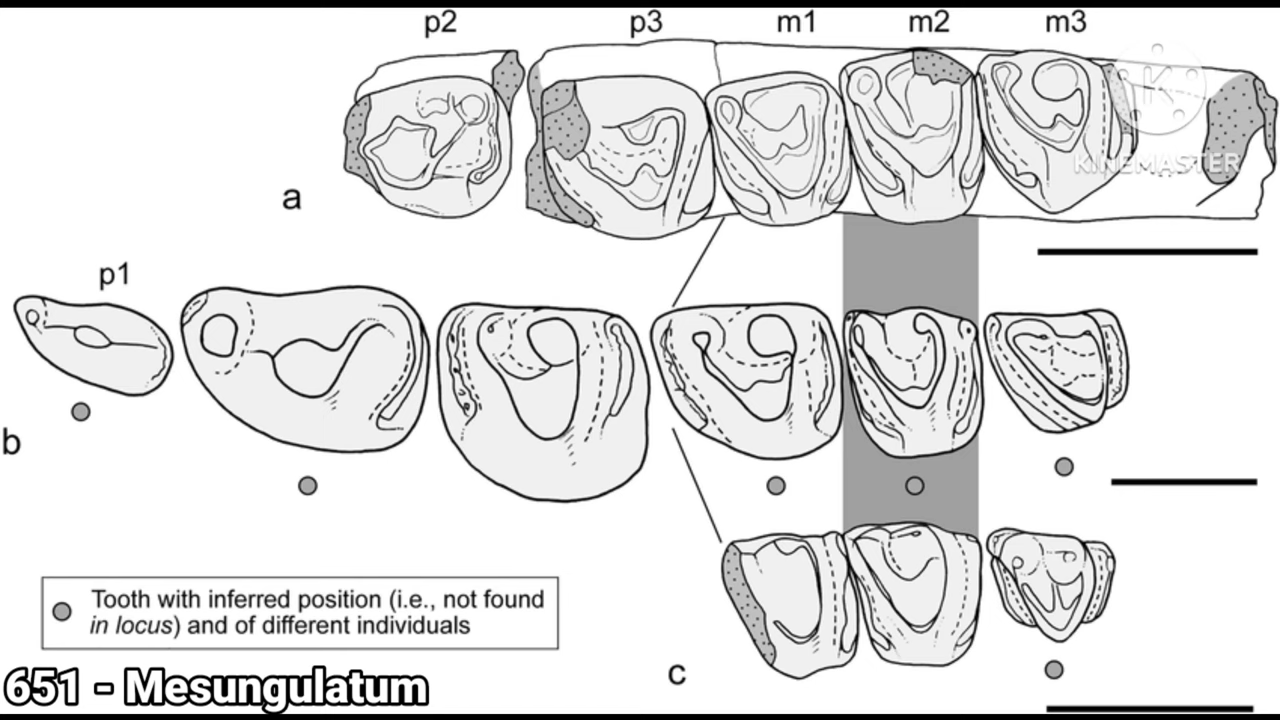 p2 p3 m1 m2 m3
K
KINEMASTER
a
p1
b
Tooth with inferred position (i.e., not found
in locus) and of different individuals
c
651 - Mesungulatum